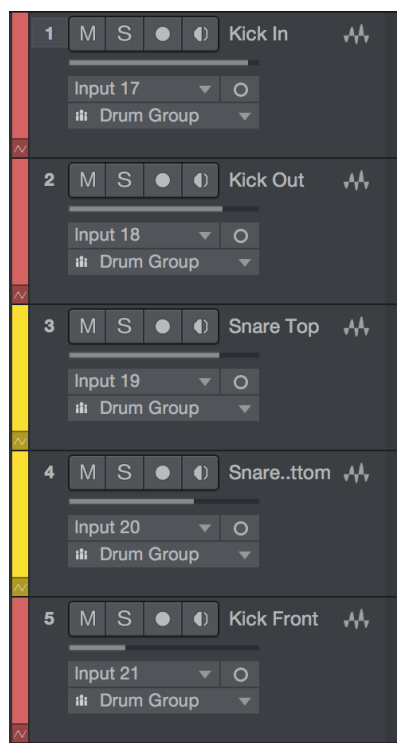 1 M S Kick In
Input 17
Drum Group
2 M S Kick Out
Input 18
Drum Group
3 M S Snare Top
Input 19
Drum Group
4 M S Snare..ttom
Input 20
Drum Group
5 M S Kick Front
Input 21
Drum Group